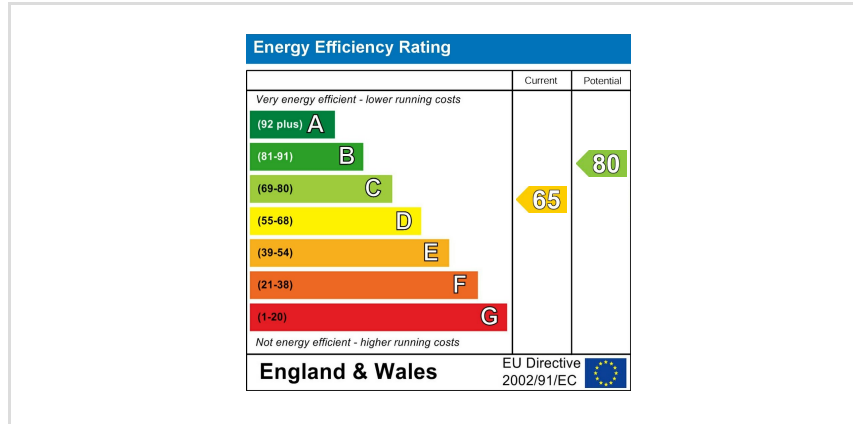 Energy Efficiency Rating
Current Potential
Very energy efficient - lower running costs
(92 plus) A
(81-91) B
80
(69-80) C
65
(55-68) D
(39-54) E
(21-38) F
(1-20) G
Not energy efficient - higher running costs
England & Wales
EU Directive
2002/91/EC